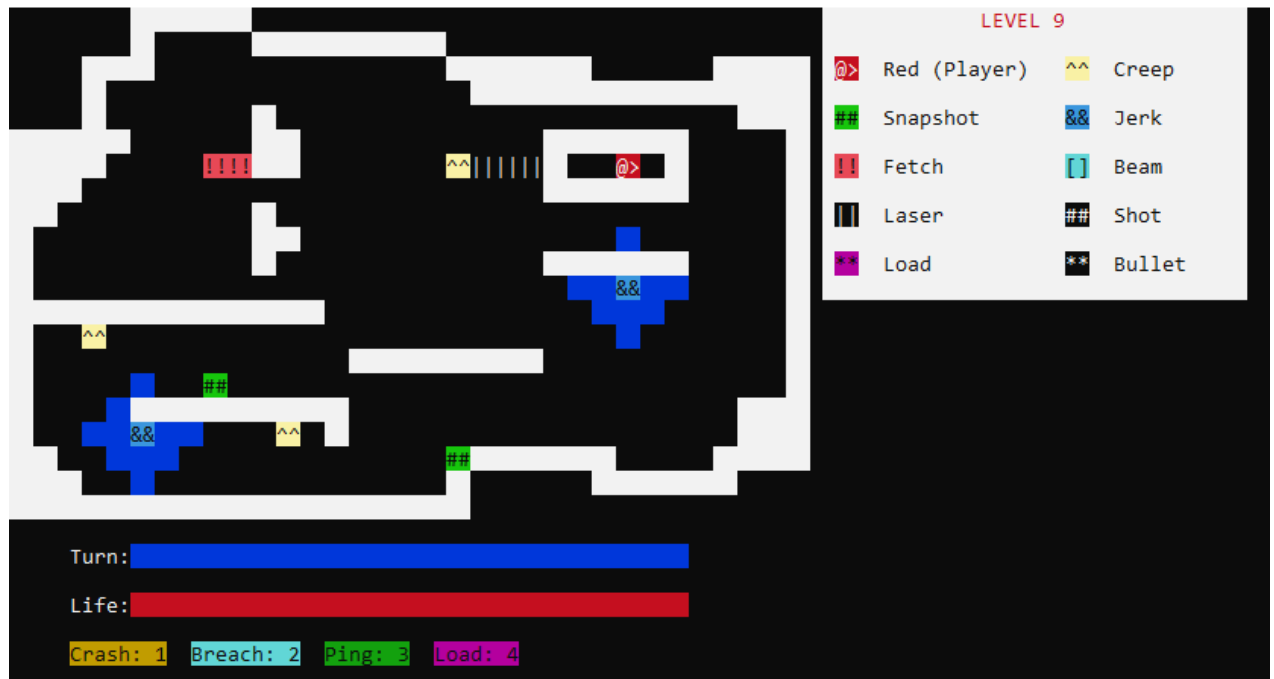 LEVEL 9
@> Red (Player) ^^ Creep
## Snapshot && Jerk
!!!! ^^|||||| @>
!! Fetch [] Beam
|| Laser ## Shot
** Load ** Bullet
&&
^^
##
&& ^^
##
Turn:
Life:
Crash: 1 Breach: 2 Ping: 3 Load: 4